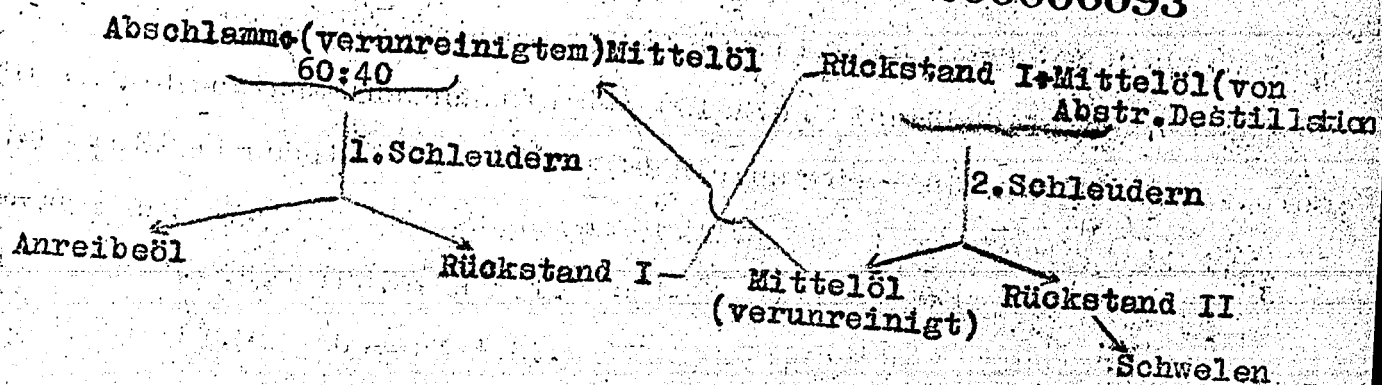 Abschlamm+(verunreinigtem)Mittelöl
60:40
1.Schleudern
Anreibeöl
Rückstand I
Rückstand I+Mittelöl(von
Abstr.Destillation
2.Schleudern
Mittelöl
(verunreinigt)
Rückstand II
Schwelen